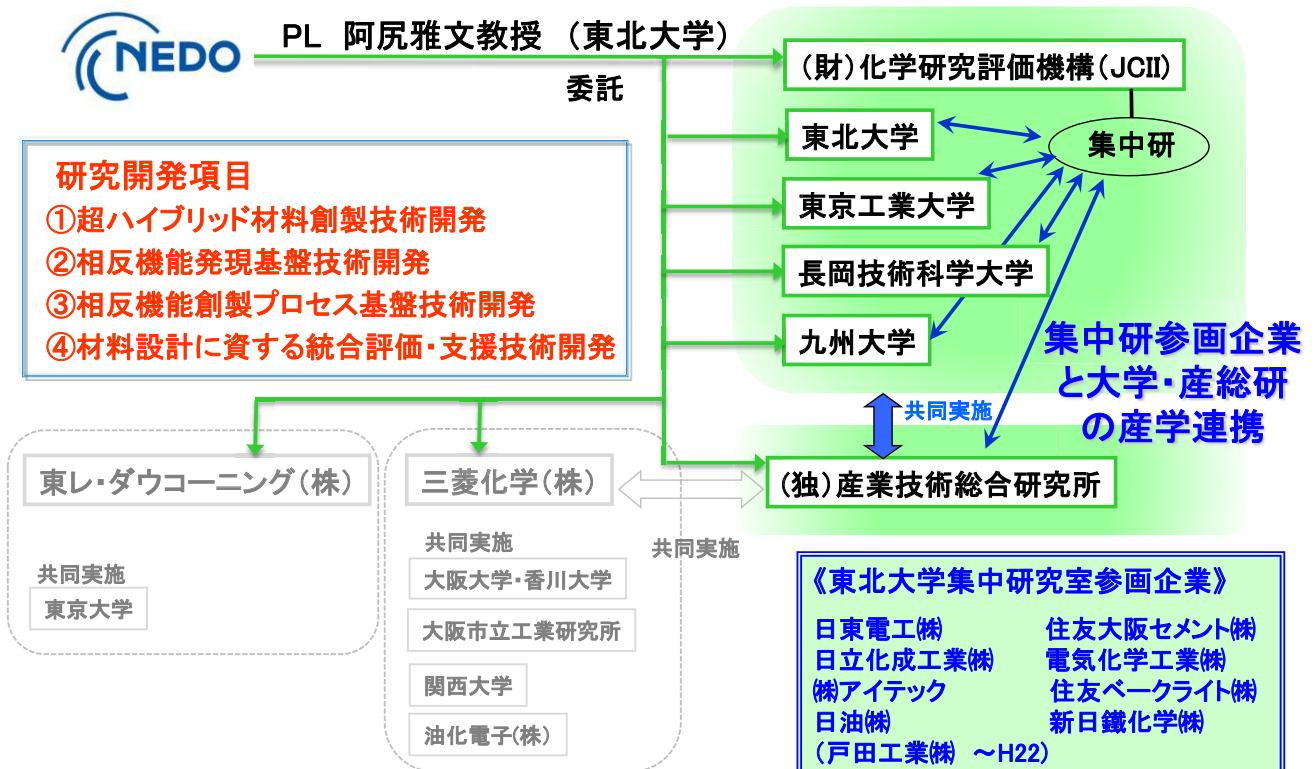 NEDO
PL 阿尻雅文教授 （東北大学）
委託
（財）化学研究評価機構（JCII）
東北大学
集中研
東京工業大学
長岡技術科学大学
九州大学
研究開発項目
①超ハイブリッド材料創製技術開発
②相反機能発現基盤技術開発
③相反機能創製プロセス基盤技術開発
④材料設計に資する統合評価・支援技術開発
集中研参画企業
と大学・産総研
の産学連携
共同実施
（独）産業技術総合研究所
東レ・ダウコーニング（株）
共同実施
東京大学
三菱化学（株）
共同実施
共同実施
大阪大学・香川大学
大阪市立工業研究所
関西大学
油化電子(株）
《東北大学集中研究室参画企業》
日東電工㈱ 住友大阪セメント㈱
日立化成工業㈱ 電気化学工業㈱
㈱アイテック 住友ベークライト㈱
日油㈱ 新日鐵化学㈱
（戸田工業㈱ ～H22）